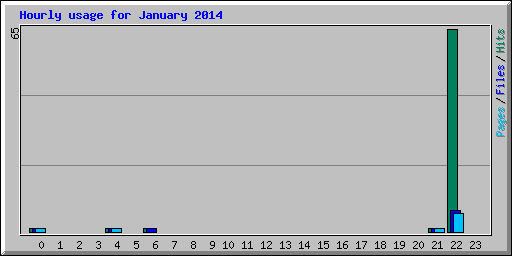 Hourly usage for January 2014
65
Pages/Files/Hits
0 1 2 3 4 5 6 7 8 9 10 11 12 13 14 15 16 17 18 19 20 21 22 23